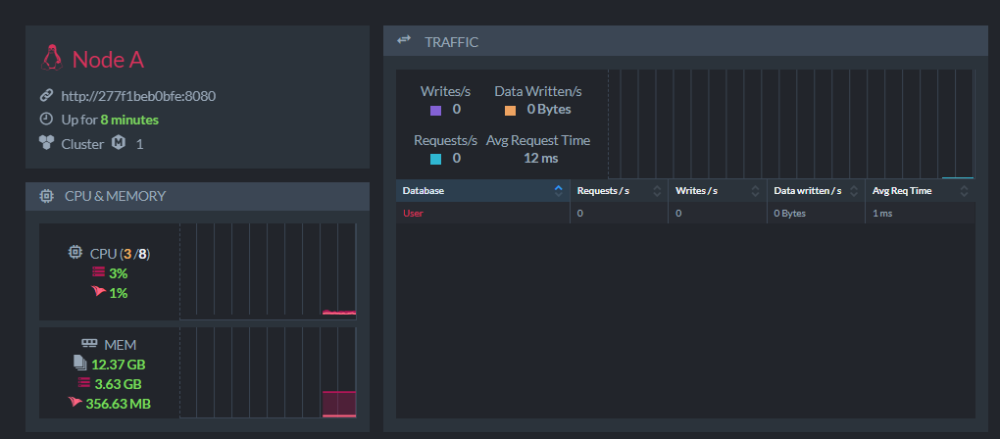 Node A
http://277f1beb0bfe:8080
Up for 8 minutes
Cluster M 1
CPU & MEMORY
CPU (3 /8)
3%
1%
MEM
12.37 GB
3.63 GB
356.63 MB
TRAFFIC
Writes/s Data Written/s
0 0 Bytes
Requests/s Avg Request Time
0 12 ms
Database Requests / s Writes / s Data written / s Avg Req Time
User 0 0 0 Bytes 1 ms